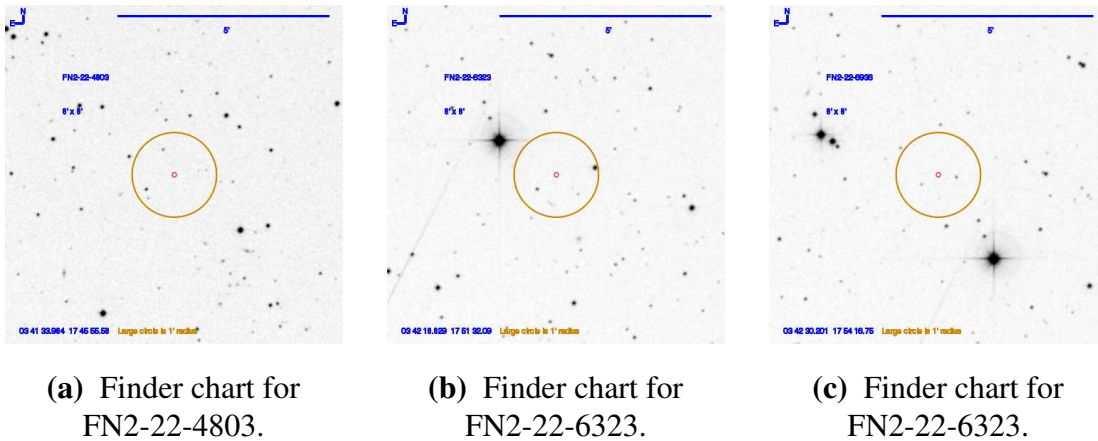 N
E
5'
FN2-22-4803
8' x 8'
03 41 33.984 17 45 55.58 Large circle is 1' radius
N
E
5'
FN2-22-6323
8' x 8'
03 42 18.829 17 51 32.09 Large circle is 1' radius
N
E
5'
FN2-22-6936
8' x 8'
03 42 30.201 17 54 16.75 Large circle is 1' radius
(a) Finder chart for
FN2-22-4803.
(b) Finder chart for
FN2-22-6323.
(c) Finder chart for
FN2-22-6323.